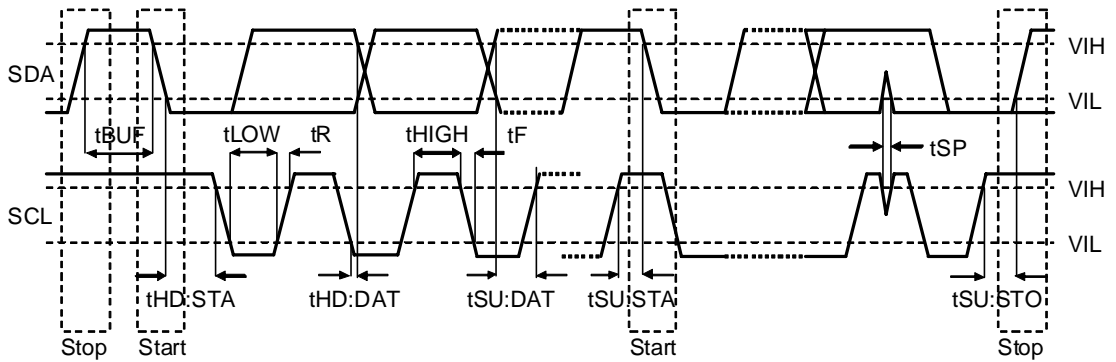 VIH
SDA
VIL
tBUF tLOW tR tHIGH tF tSP
VIH
SCL
VIL
tHD:STA tHD:DAT tSU:DAT tSU:STA tSU:STO
Stop Start Start Stop